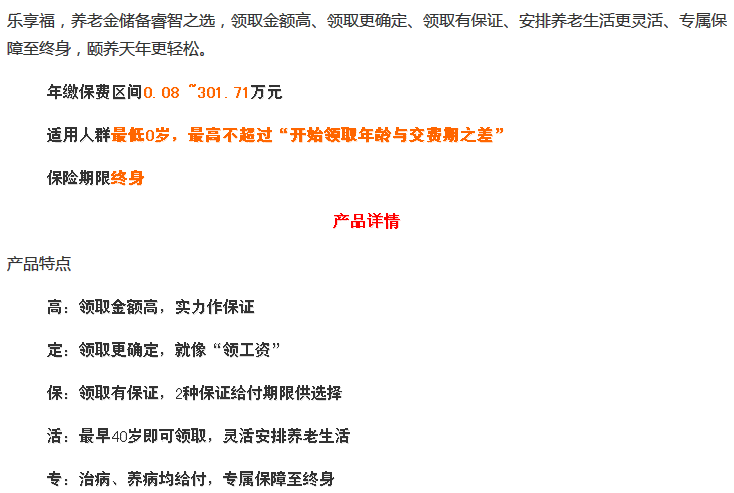 乐享福，养老金储备睿智之选，领取金额高、领取更确定、领取有保证、安排养老生活更灵活、专属保
障至终身，颐养天年更轻松。
年缴保费区间0.08 ~301.71万元
适用人群最低0岁，最高不超过“开始领取年龄与交费期之差”
保险期限终身
产品详情
产品特点
高：领取金额高，实力作保证
定：领取更确定，就像“领工资”
保：领取有保证，2种保证给付期限供选择
活：最早40岁即可领取，灵活安排养老生活
专：治病、养病均给付，专属保障至终身